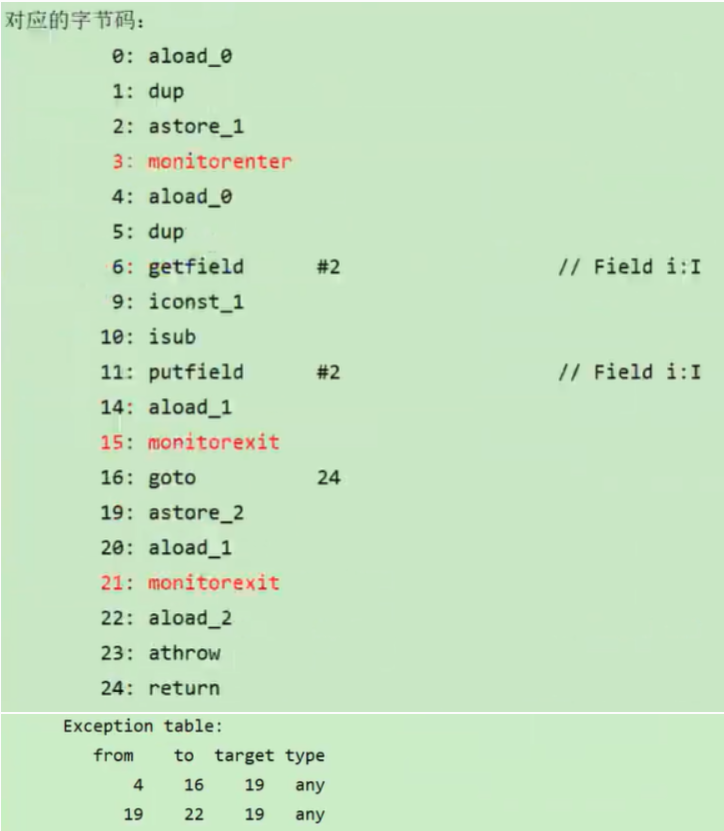 对应的字节码：
0: aload_0
1: dup
2: astore_1
3: monitorenter
4: aload_0
5: dup
6: getfield #2 // Field i:I
9: iconst_1
10: isub
11: putfield #2 // Field i:I
14: aload_1
15: monitorexit
16: goto 24
19: astore_2
20: aload_1
21: monitorexit
22: aload_2
23: athrow
24: return
Exception table:
from to target type
4 16 19 any
19 22 19 any